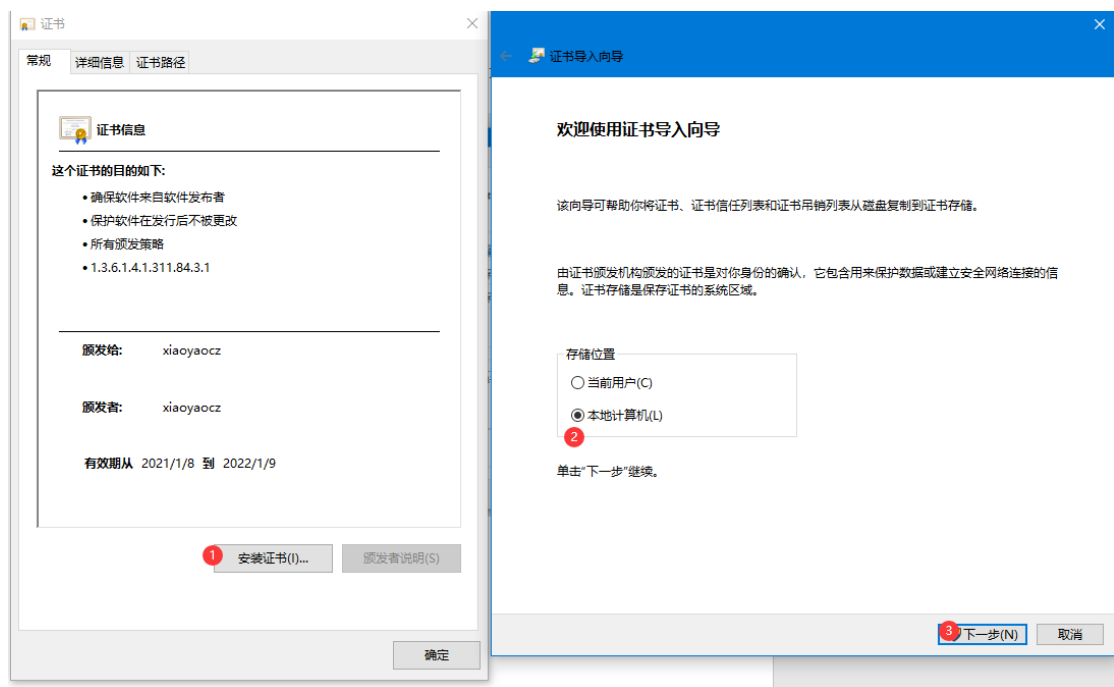 证书
常规
详细信息
证书路径
证书信息
这个证书的目的如下:
• 确保软件来自软件发布者
• 保护软件在发行后不被更改
• 所有颁发策略
• 1.3.6.1.4.1.311.84.3.1
颁发给: xiaoyaocz
颁发者: xiaoyaocz
有效期从 2021/1/8 到 2022/1/9
1
安装证书(I)...
颁发者说明(S)
确定
证书导入向导
欢迎使用证书导入向导
该向导可帮助你将证书、证书信任列表和证书吊销列表从磁盘复制到证书存储。
由证书颁发机构颁发的证书是对你身份的确认，它包含用来保护数据或建立安全网络连接的信
息。证书存储是保存证书的系统区域。
存储位置
当前用户(C)
本地计算机(L)
2
单击“下一步”继续。
3
下一步(N)
取消